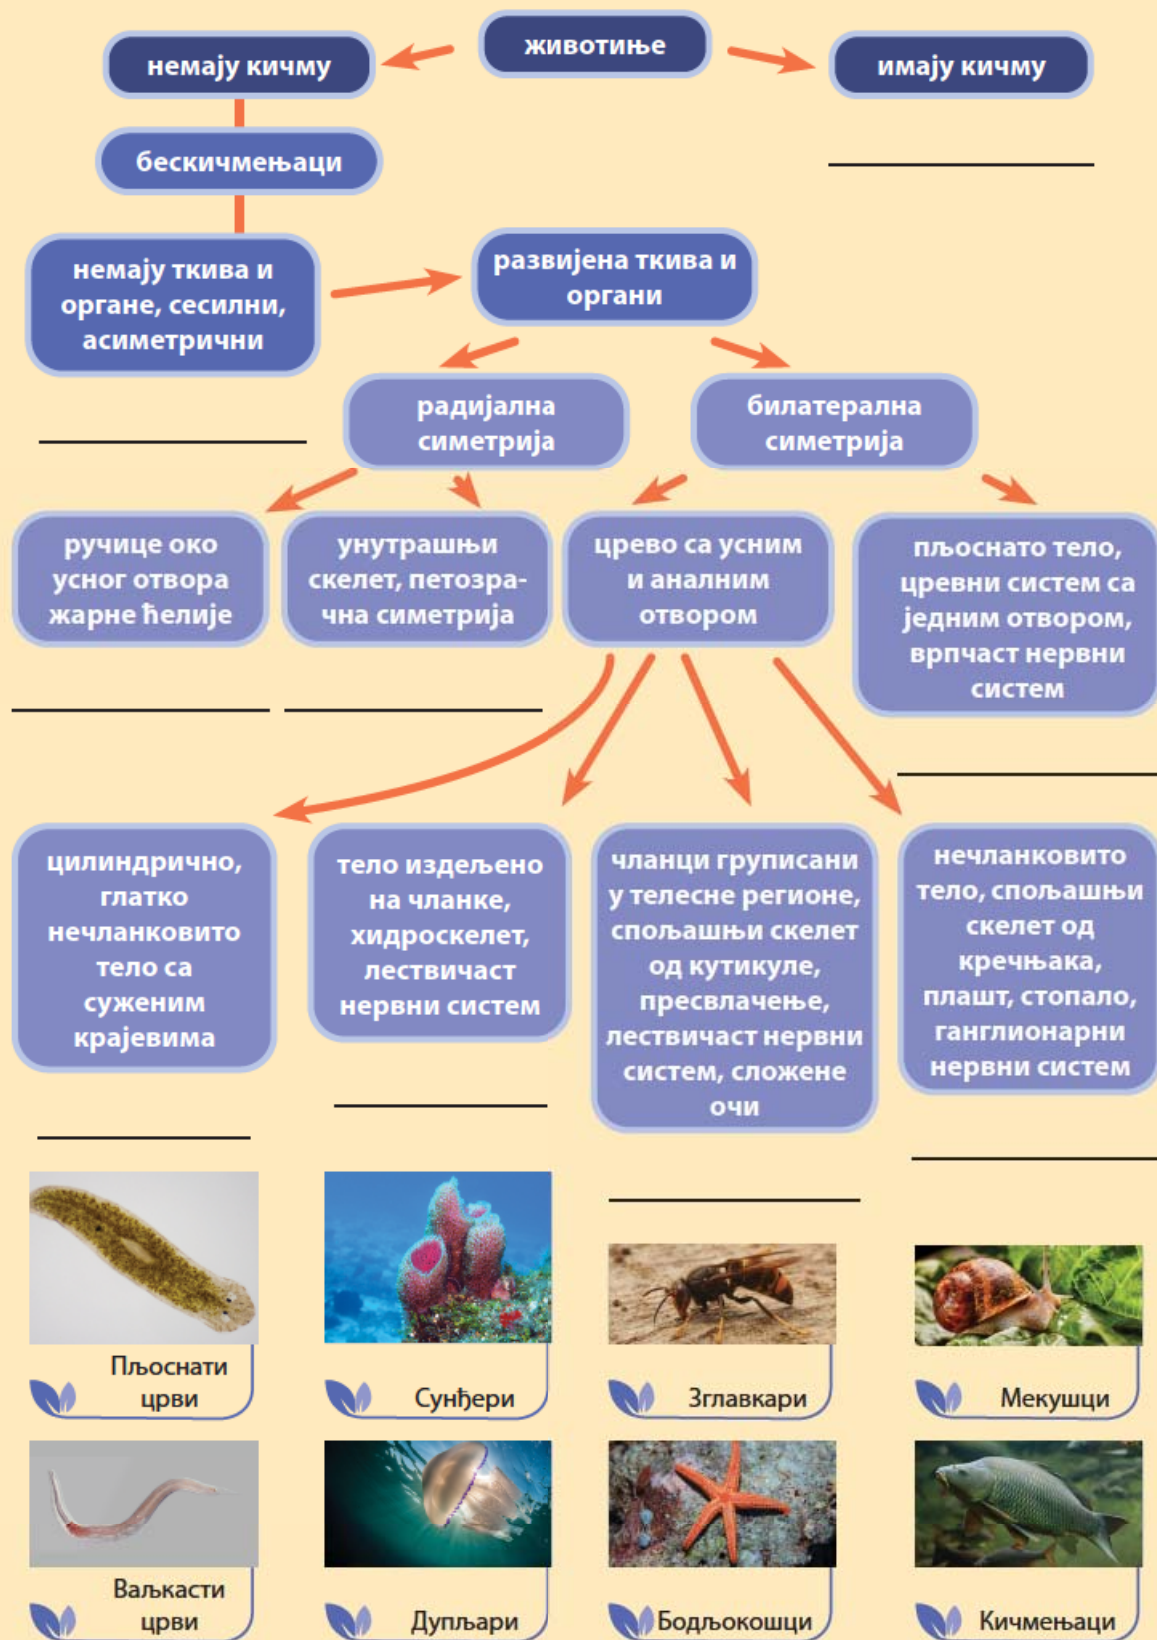 животиње
немају кичму
имају кичму
бескичмењаци
немају ткива и
органе, сесилни,
асиметрични
развијена ткива и
органи
радијална
симетрија
билатерална
симетрија
ручице око
усног отвора
жарне ћелије
унутрашњи
скелет, петозра-
чна симетрија
црево са усним
и аналним
отвором
пљоснато тело,
цревни систем са
једним отвором,
врпчаст нервни
систем
цилиндрично,
глатко
нечланковито
тело са
суженим
крајевима
тело издељено
на чланке,
хидроскелет,
лествичаст
нервни систем
чланци груписани
у телесне регионе,
спољашњи скелет
од кутикуле,
пресвлачење,
лествичаст нервни
систем, сложене
очи
нечланковито
тело, спољашњи
скелет од
кречњака,
плашт, стопало,
ганглионарни
нервни систем
Пљоснати
црви
Сунђери
Зглавкари
Мекушци
Ваљкасти
црви
Дупљари
Бодљокошци
Кичмењаци